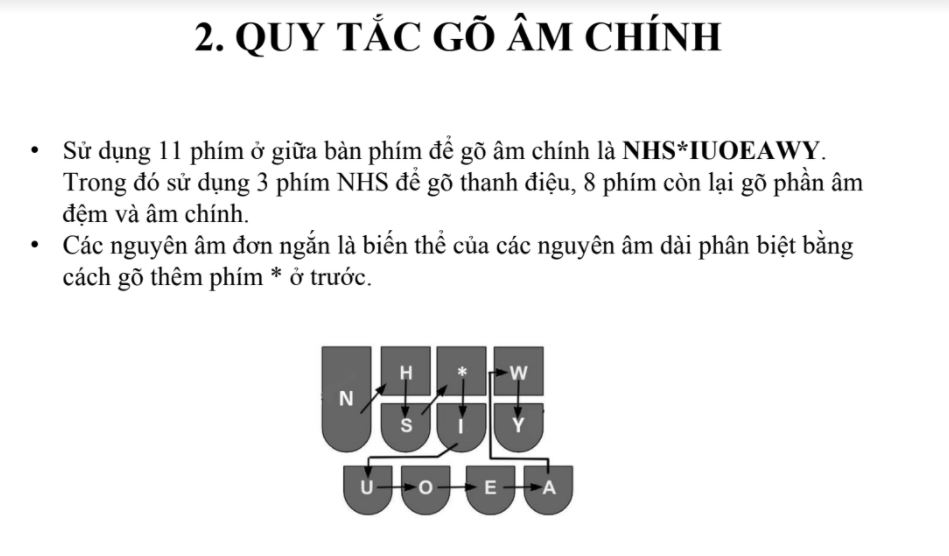 2. QUY TẮC GÕ ÂM CHÍNH
• Sử dụng 11 phím ở giữa bàn phím để gõ âm chính là NHS*IUOEAWY.
Trong đó sử dụng 3 phím NHS để gõ thanh điệu, 8 phím còn lại gõ phần âm
đệm và âm chính.
• Các nguyên âm đơn ngắn là biến thể của các nguyên âm dài phân biệt bằng
cách gõ thêm phím * ở trước.
H * W
N
S I Y
U O E A